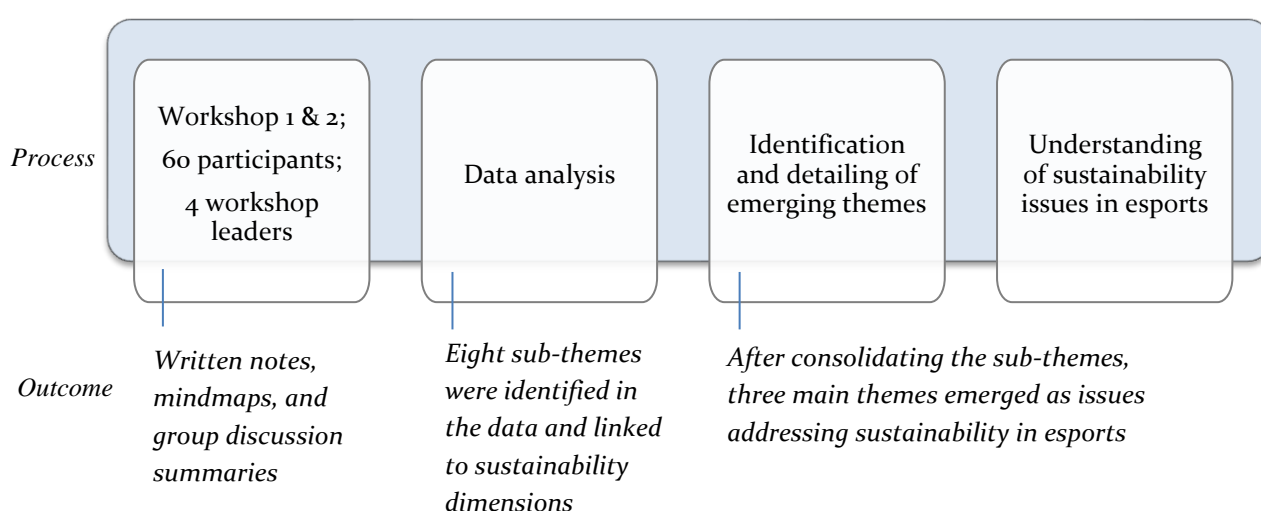 Process
Workshop 1 & 2;
60 participants;
4 workshop
leaders
Data analysis
Identification
and detailing of
emerging themes
Understanding
of sustainability
issues in esports
Outcome
Written notes,
mindmaps, and
group discussion
summaries
Eight sub-themes
were identified in
the data and linked
to sustainability
dimensions
After consolidating the sub-themes,
three main themes emerged as issues
addressing sustainability in esports